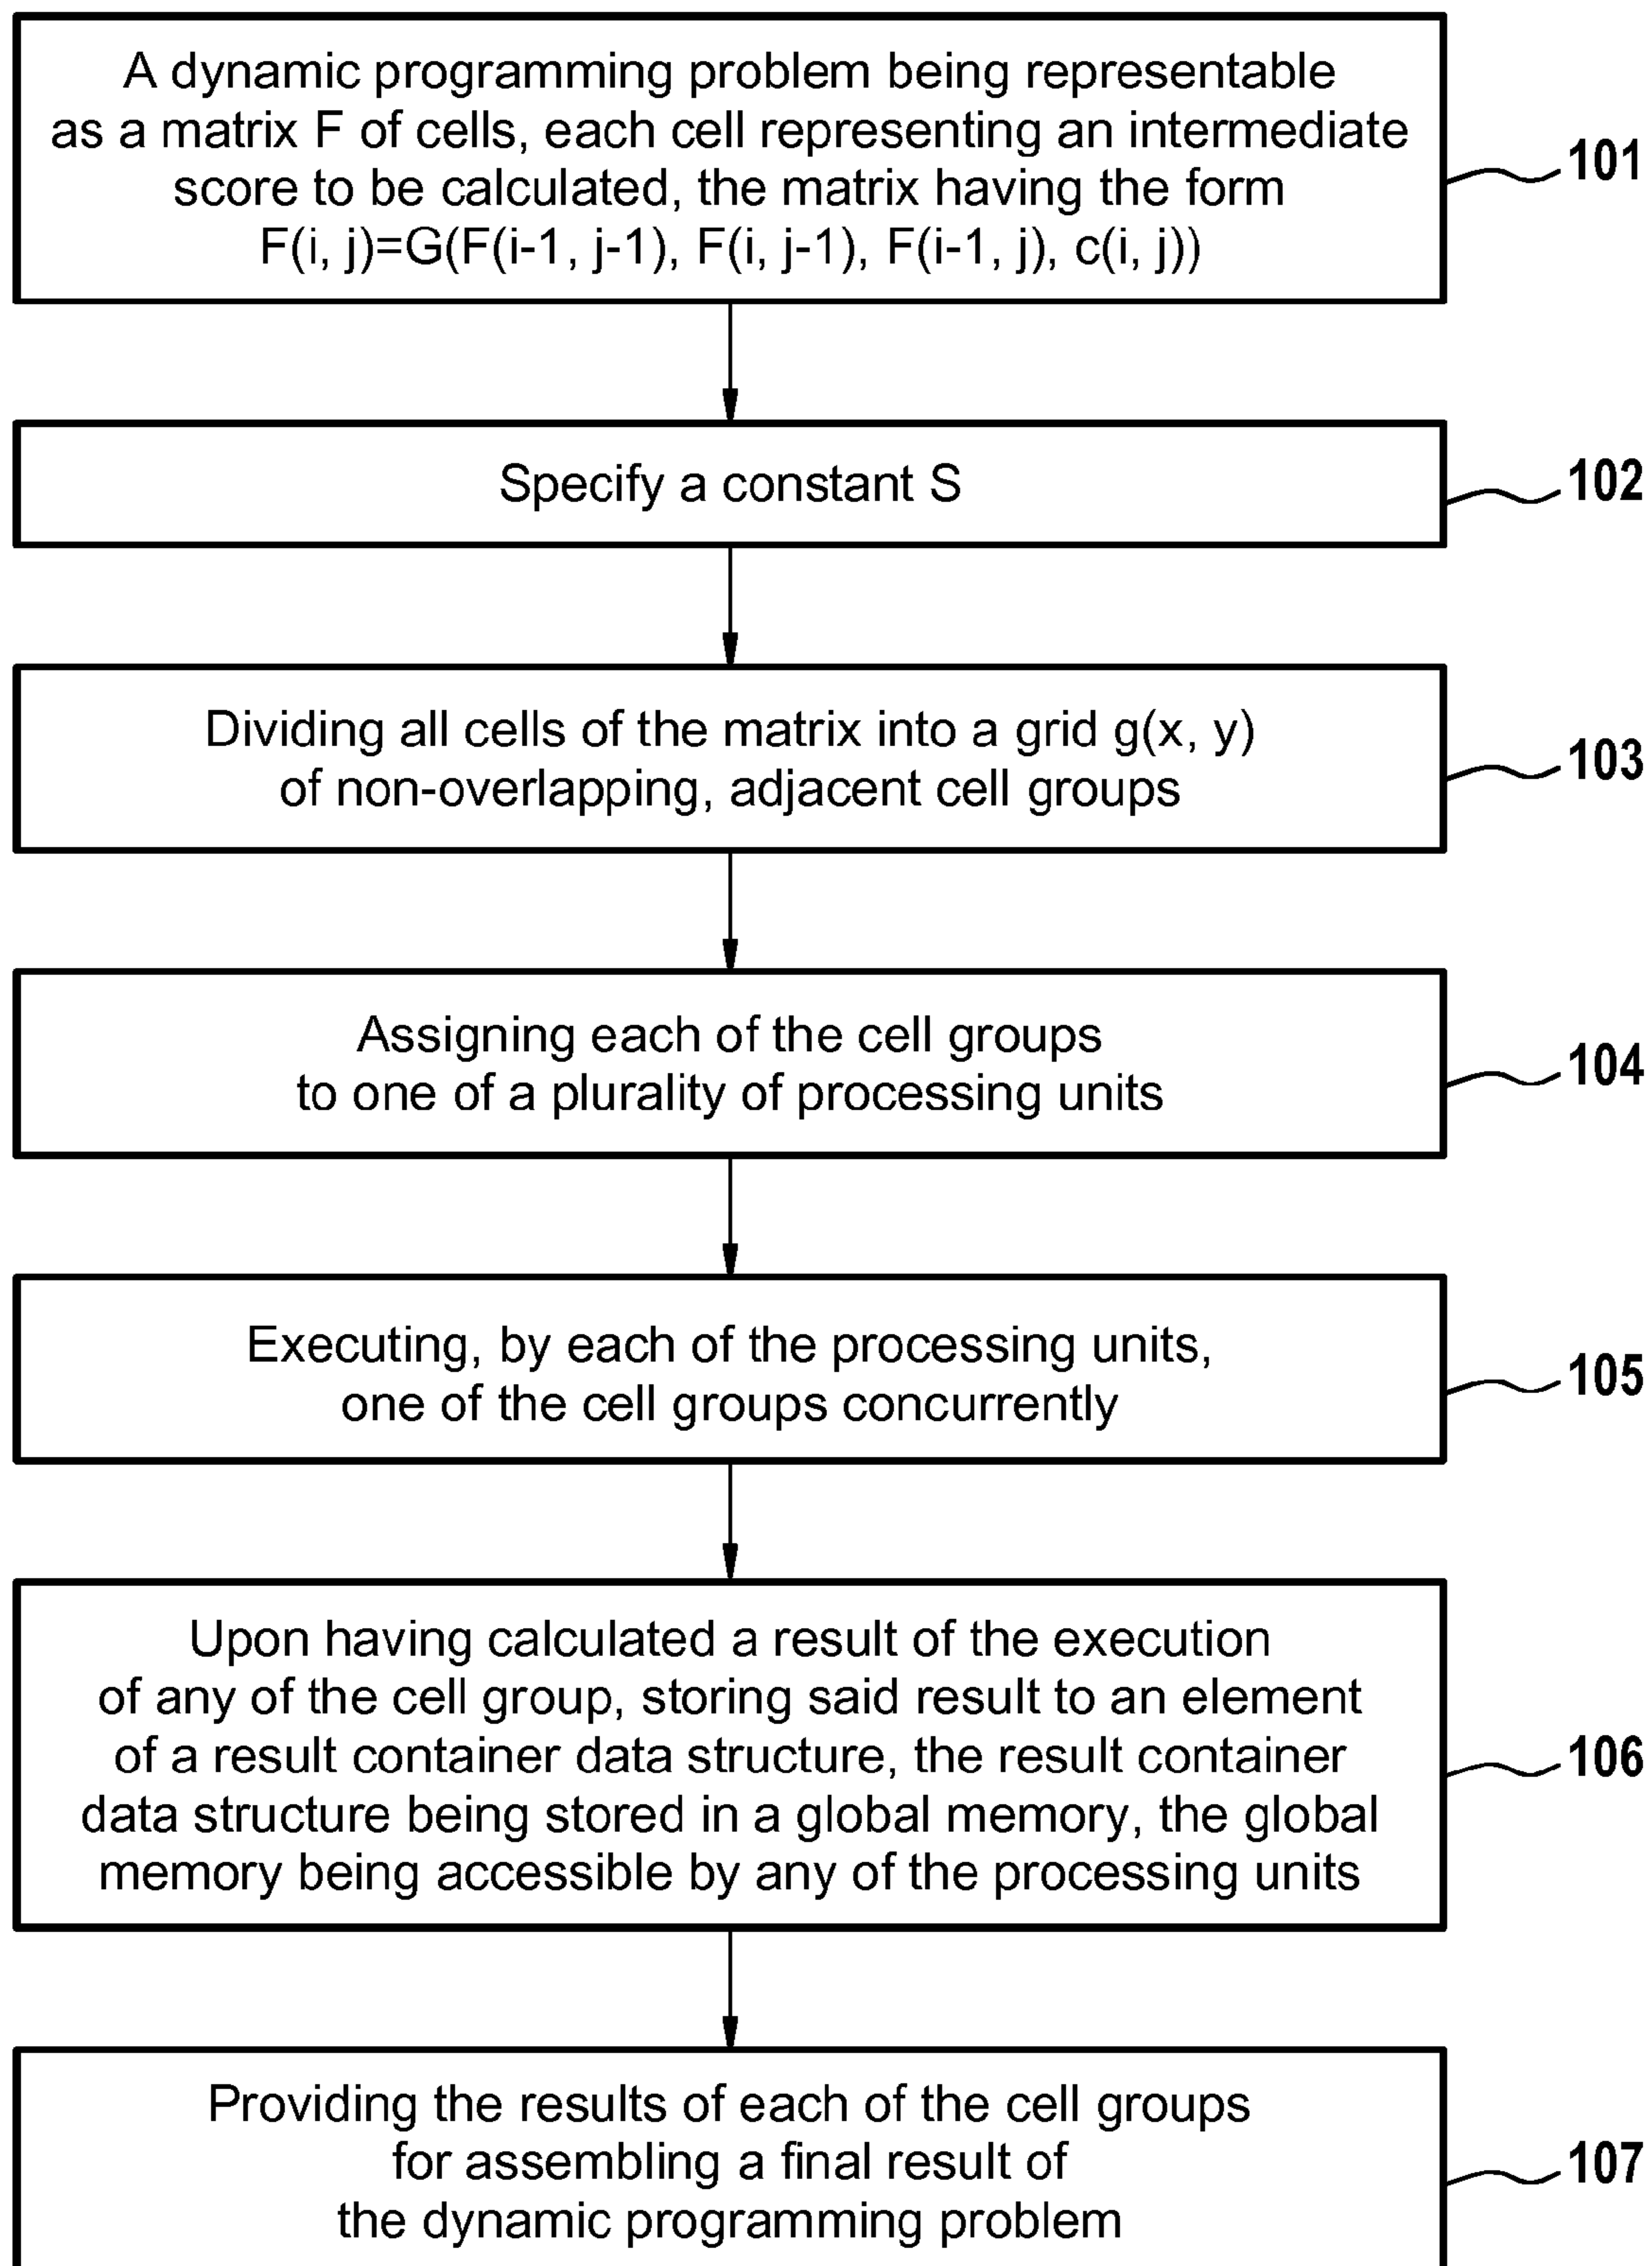 A dynamic programming problem being representable
as a matrix F of cells, each cell representing an intermediate
score to be calculated, the matrix having the form
F(i, j)=G(F(i-1, j-1), F(i, j-1), F(i-1, j), c(i, j))
101
Specify a constant S
102
Dividing all cells of the matrix into a grid g(x, y)
of non-overlapping, adjacent cell groups
103
Assigning each of the cell groups
to one of a plurality of processing units
104
Executing, by each of the processing units,
one of the cell groups concurrently
105
Upon having calculated a result of the execution
of any of the cell group, storing said result to an element
of a result container data structure, the result container
data structure being stored in a global memory, the global
memory being accessible by any of the processing units
106
Providing the results of each of the cell groups
for assembling a final result of
the dynamic programming problem
107